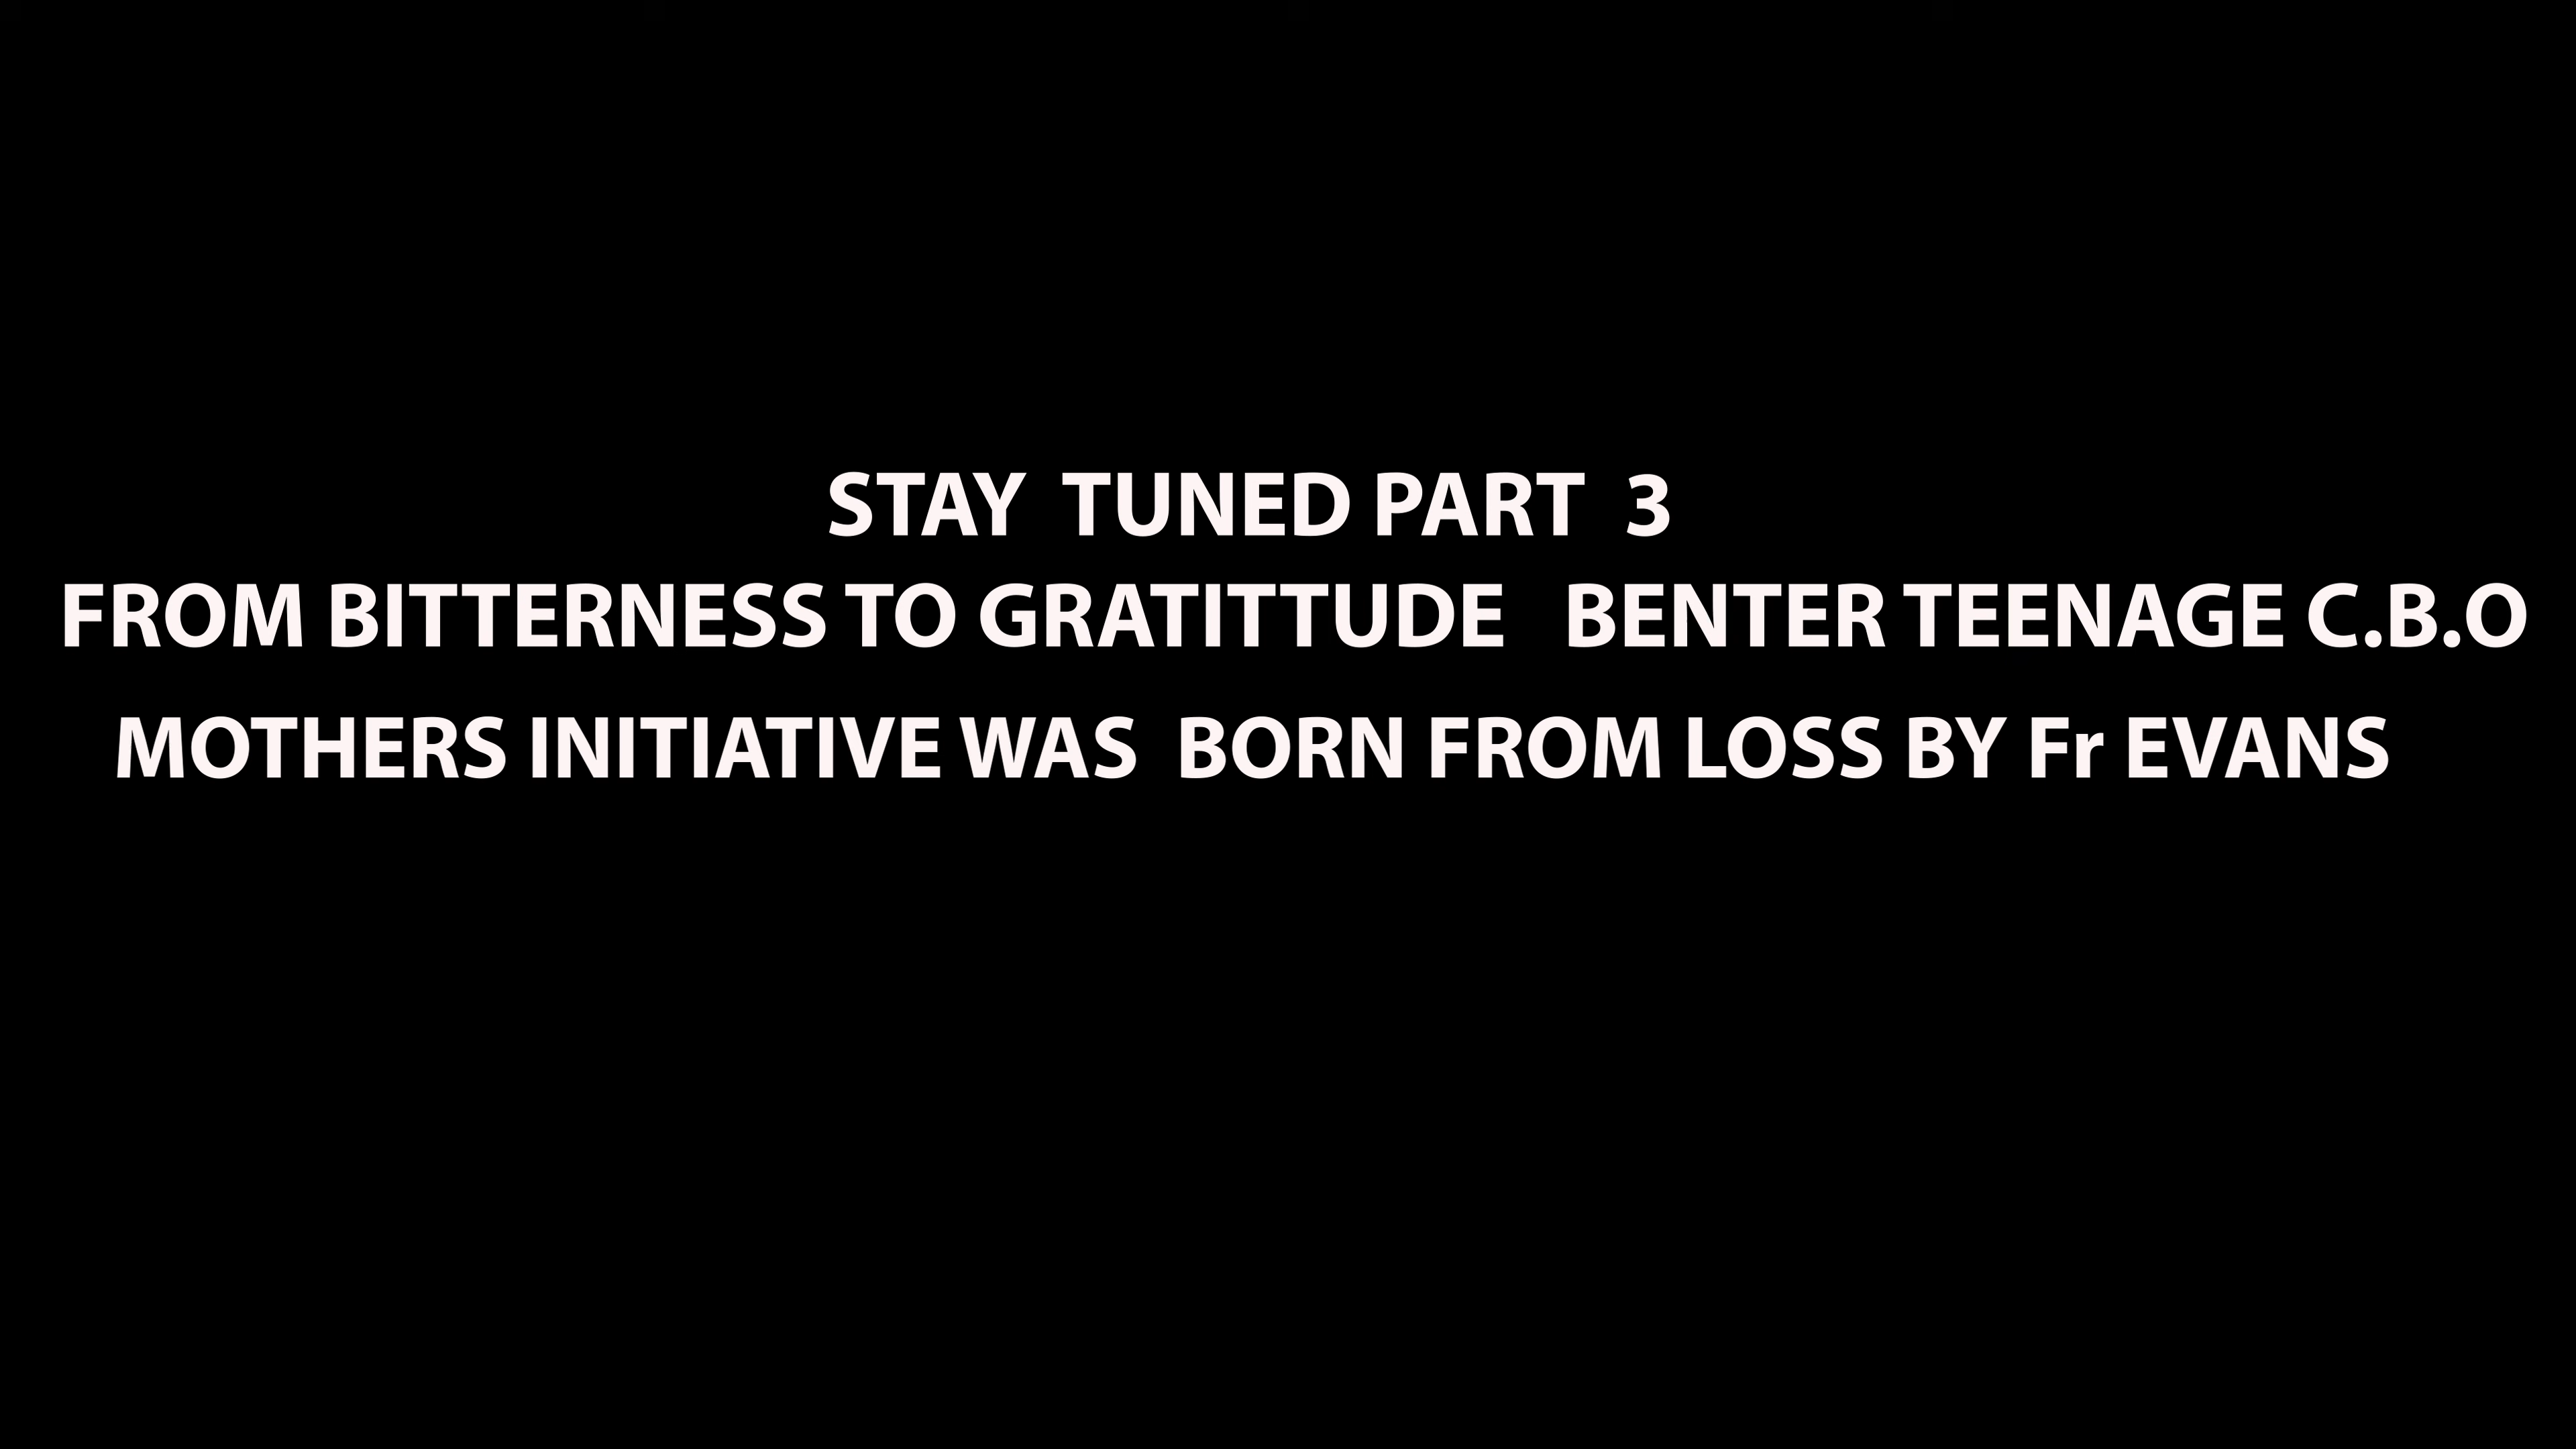 STAY TUNED PART 3
FROM BITTERNESS TO GRATITTUDE BENTER TEENAGE C.B.O
MOTHERS INITIATIVE WAS BORN FROM LOSS BY Fr EVANS